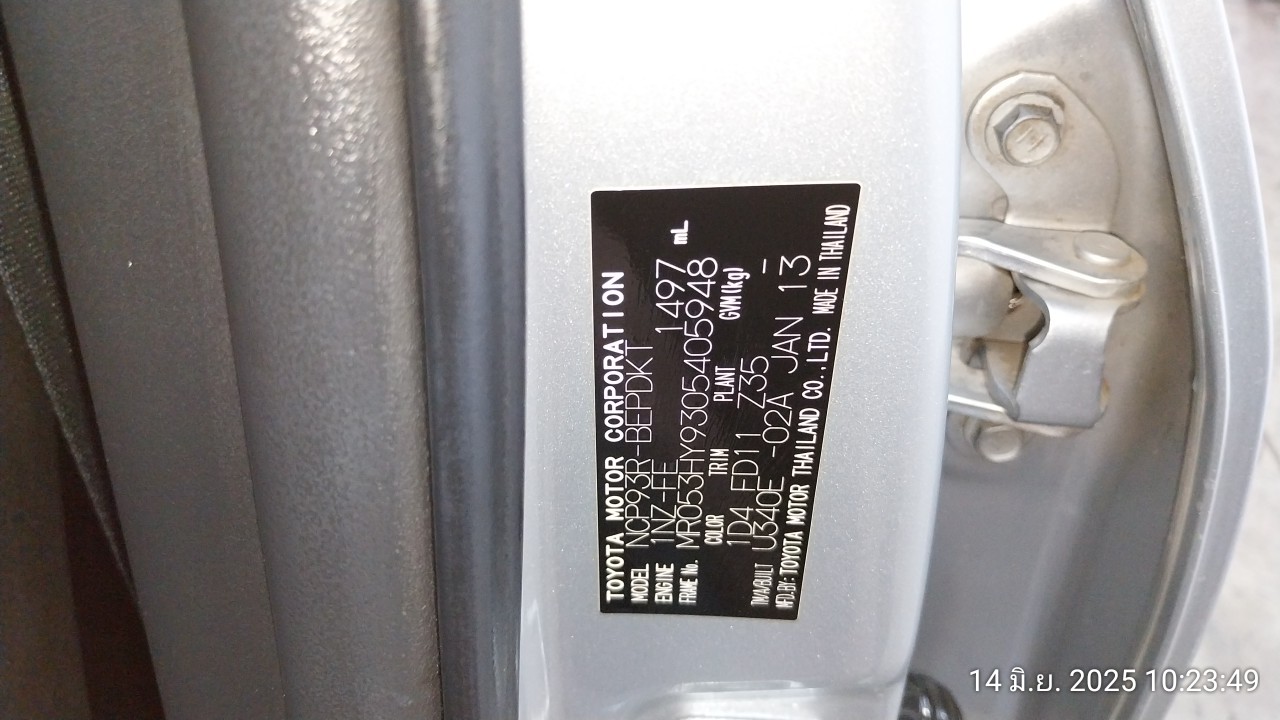 TOYOTA MOTOR CORPORATION
MODEL NCP93R-BEPDKT
ENGINE 1NZ-FE 1497 mL
FRAME No. MR053HY9305405948
COLOR TRIM PLANT GVM(kg)
1D4 FD11 Z35 -
T/M/A/BUILT U340E -02A JAN 13
MFD.BY:TOYOTA MOTOR THAILAND CO.,LTD. MADE IN THAILAND
14 มิ.ย. 2025 10:23:49